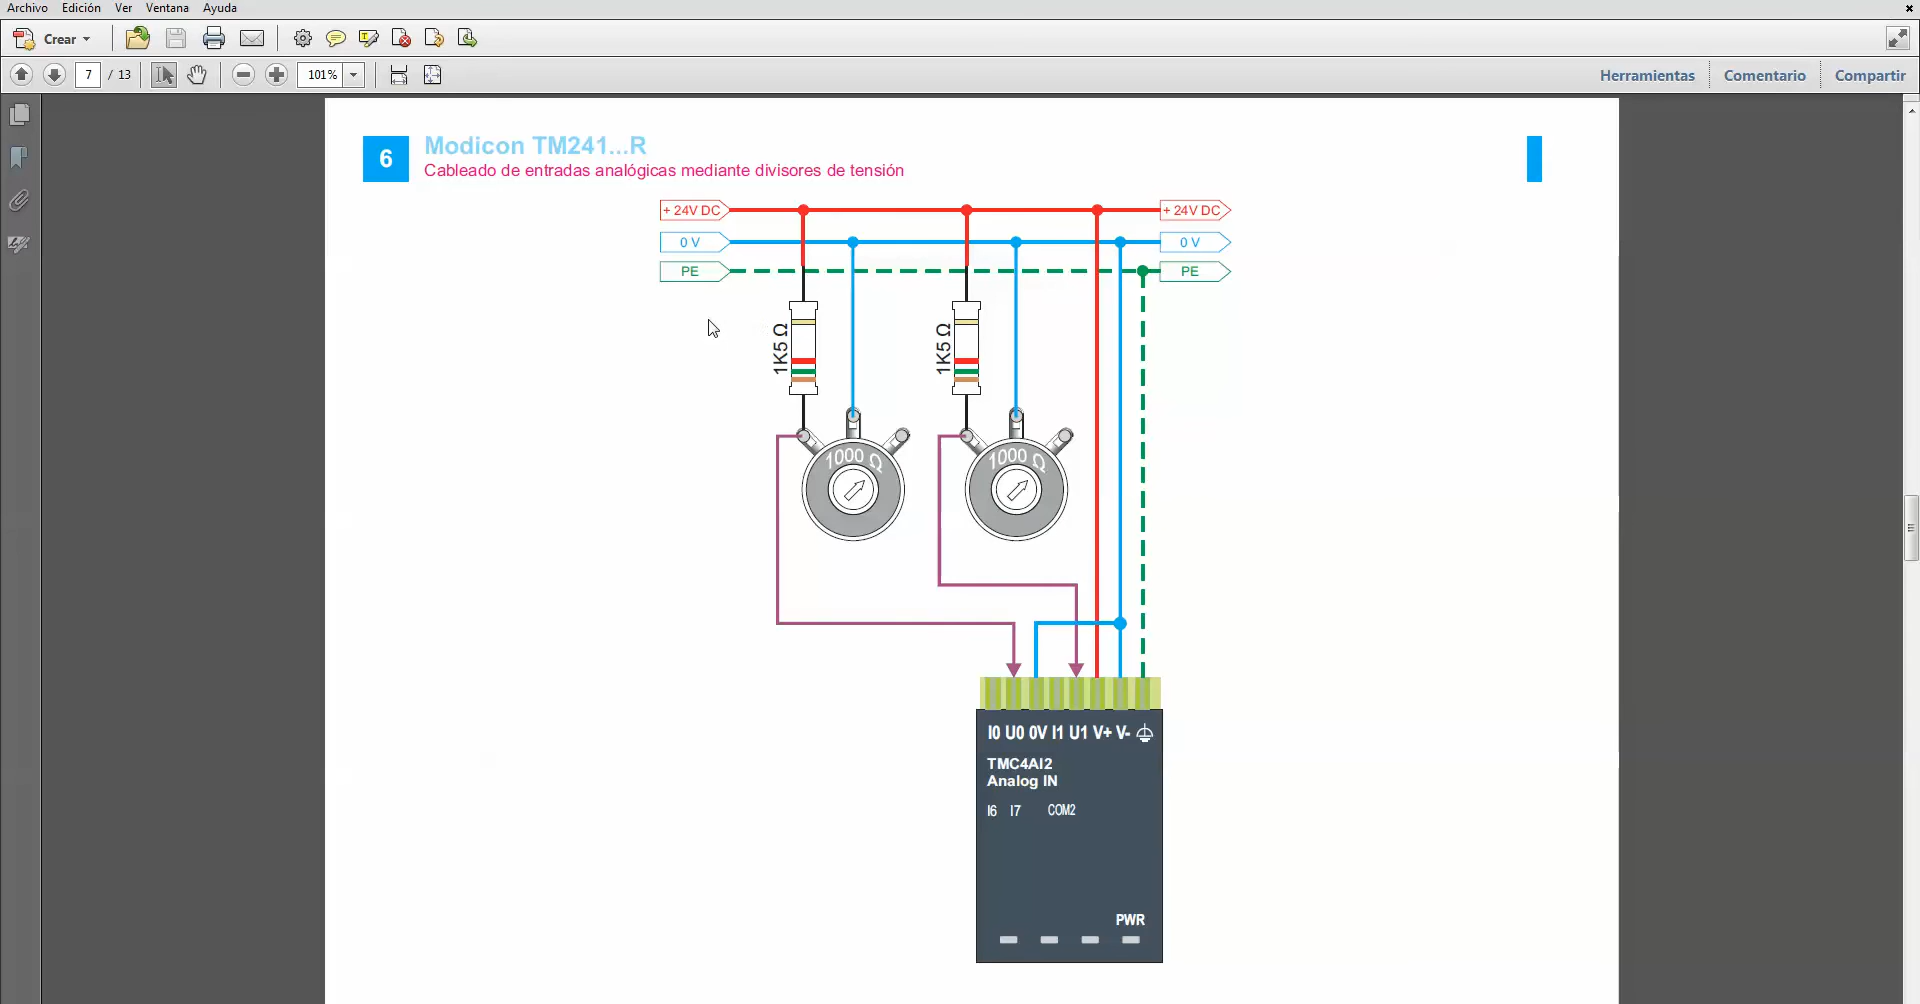 Archivo Edición Ver Ventana Ayuda
Crear
7 / 13 101% Herramientas Comentario Compartir
6 Modicon TM241...R
Cableado de entradas analógicas mediante divisores de tensión
+ 24V DC + 24V DC
0 V 0 V
PE PE
1K5 Ω 1K5 Ω
1000 Ω 1000 Ω
I0 U0 0V I1 U1 V+ V-
TMC4AI2
Analog IN
I6 I7 COM2
PWR